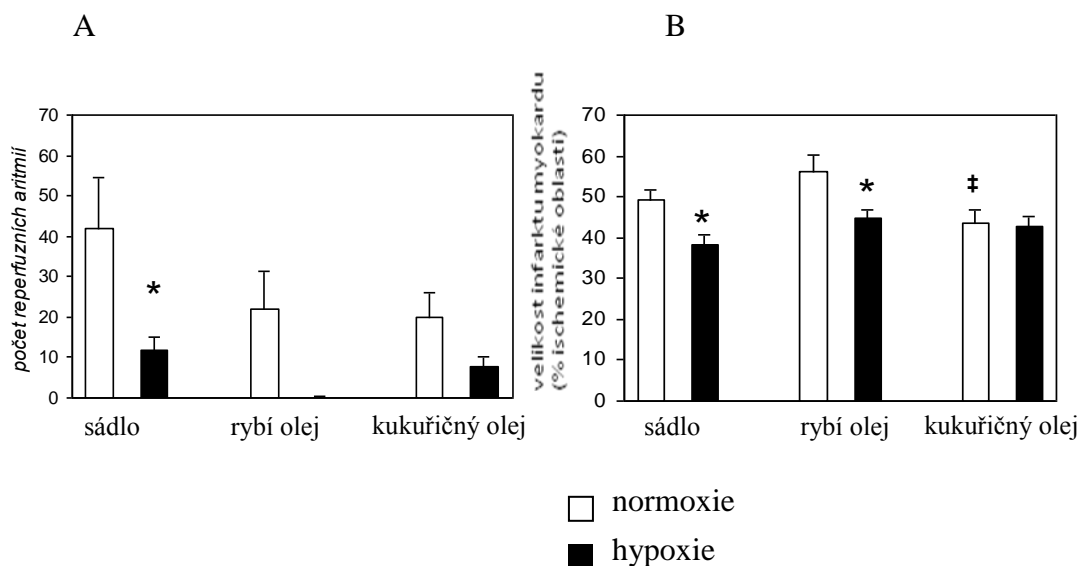 A
B
70
60
50
40
30
20
10
0
počet reperfuzních aritmií
*
sádlo
rybí olej
kukuřičný olej
velikost infarktu myokardu
(% ischemické oblasti)
70
60
50
40
30
20
10
0
*
*
‡
sádlo
rybí olej
kukuřičný olej
normoxie
hypoxie